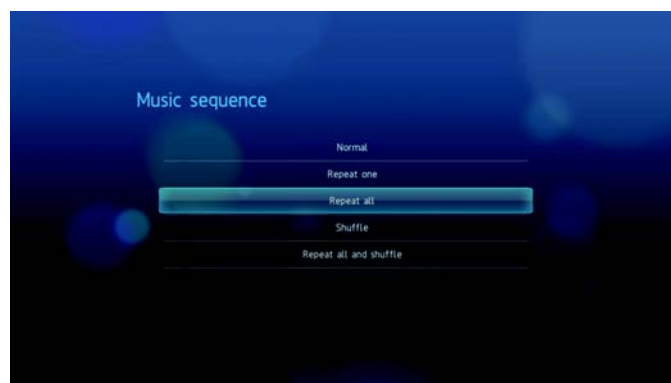 Music sequence
Normal
Repeat one
Repeat all
Shuffle
Repeat all and shuffle